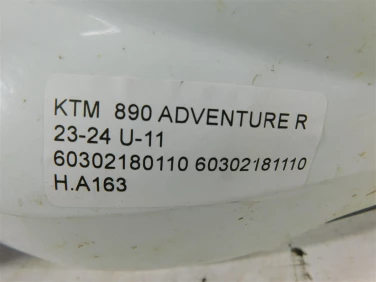 KTM 890 ADVENTURE R
23-24 U-11
60302180110 60302181110
H.A163